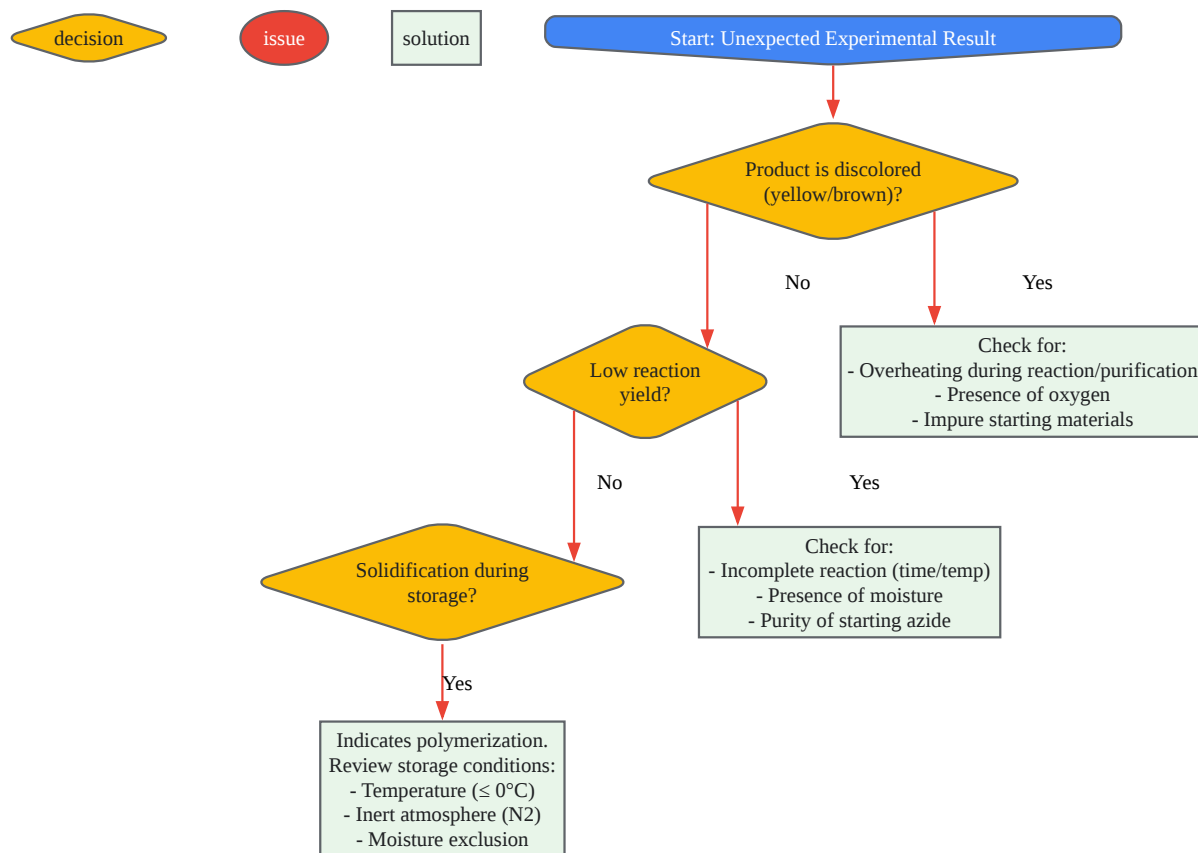 decision
issue
solution
Start: Unexpected Experimental Result
Product is discolored
(yellow/brown)?
No
Yes
Low reaction
yield?
Check for:
- Overheating during reaction/purification
- Presence of oxygen
- Impure starting materials
No
Yes
Solidification during
storage?
Check for:
- Incomplete reaction (time/temp)
- Presence of moisture
- Purity of starting azide
Yes
Indicates polymerization.
Review storage conditions:
- Temperature (≤ 0°C)
- Inert atmosphere (N2)
- Moisture exclusion